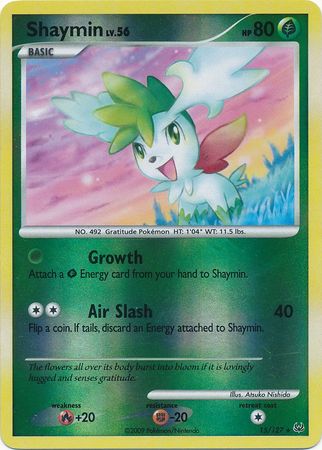 Shaymin LV.56 HP 80
BASIC
NO. 492 Gratitude Pokémon HT: 1'04" WT: 11.5 lbs.
Growth
Attach a Energy card from your hand to Shaymin.
Air Slash 40
Flip a coin. If tails, discard an Energy attached to Shaymin.
The flowers all over its body burst into bloom if it is lovingly
hugged and senses gratitude.
Illus. Atsuko Nishida
weakness resistance retreat cost
+20 -20
©2009 Pokémon/Nintendo 15/127